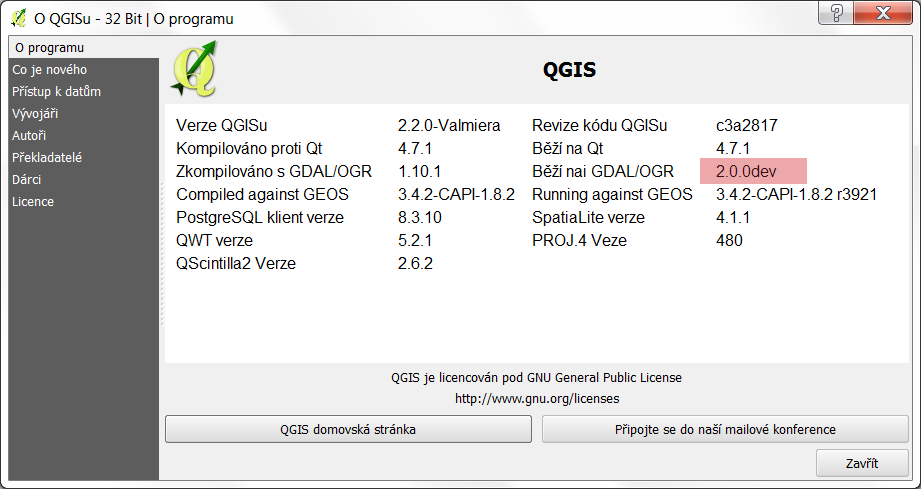 O QGISu - 32 Bit | O programu
O programu
Co je nového
Přístup k datům
Vývojáři
Autoři
Překladatelé
Dárci
Licence
QGIS
Verze QGISu 2.2.0-Valmiera Revize kódu QGISu c3a2817
Kompilováno proti Qt 4.7.1 Běží na Qt 4.7.1
Zkompilováno s GDAL/OGR 1.10.1 Běží nai GDAL/OGR 2.0.0dev
Compiled against GEOS 3.4.2-CAPI-1.8.2 Running against GEOS 3.4.2-CAPI-1.8.2 r3921
PostgreSQL klient verze 8.3.10 SpatiaLite verze 4.1.1
QWT verze 5.2.1 PROJ.4 Veze 480
QScintilla2 Verze 2.6.2
QGIS je licencován pod GNU General Public License
http://www.gnu.org/licenses
QGIS domovská stránka Připojte se do naší mailové konference
Zavřít